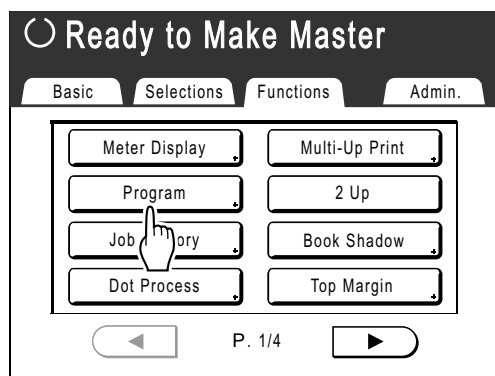 Ready to Make Master
Basic Selections Functions Admin.
Meter Display Multi-Up Print
Program 2 Up
Job ory Book Shadow
Dot Process Top Margin
P. 1/4